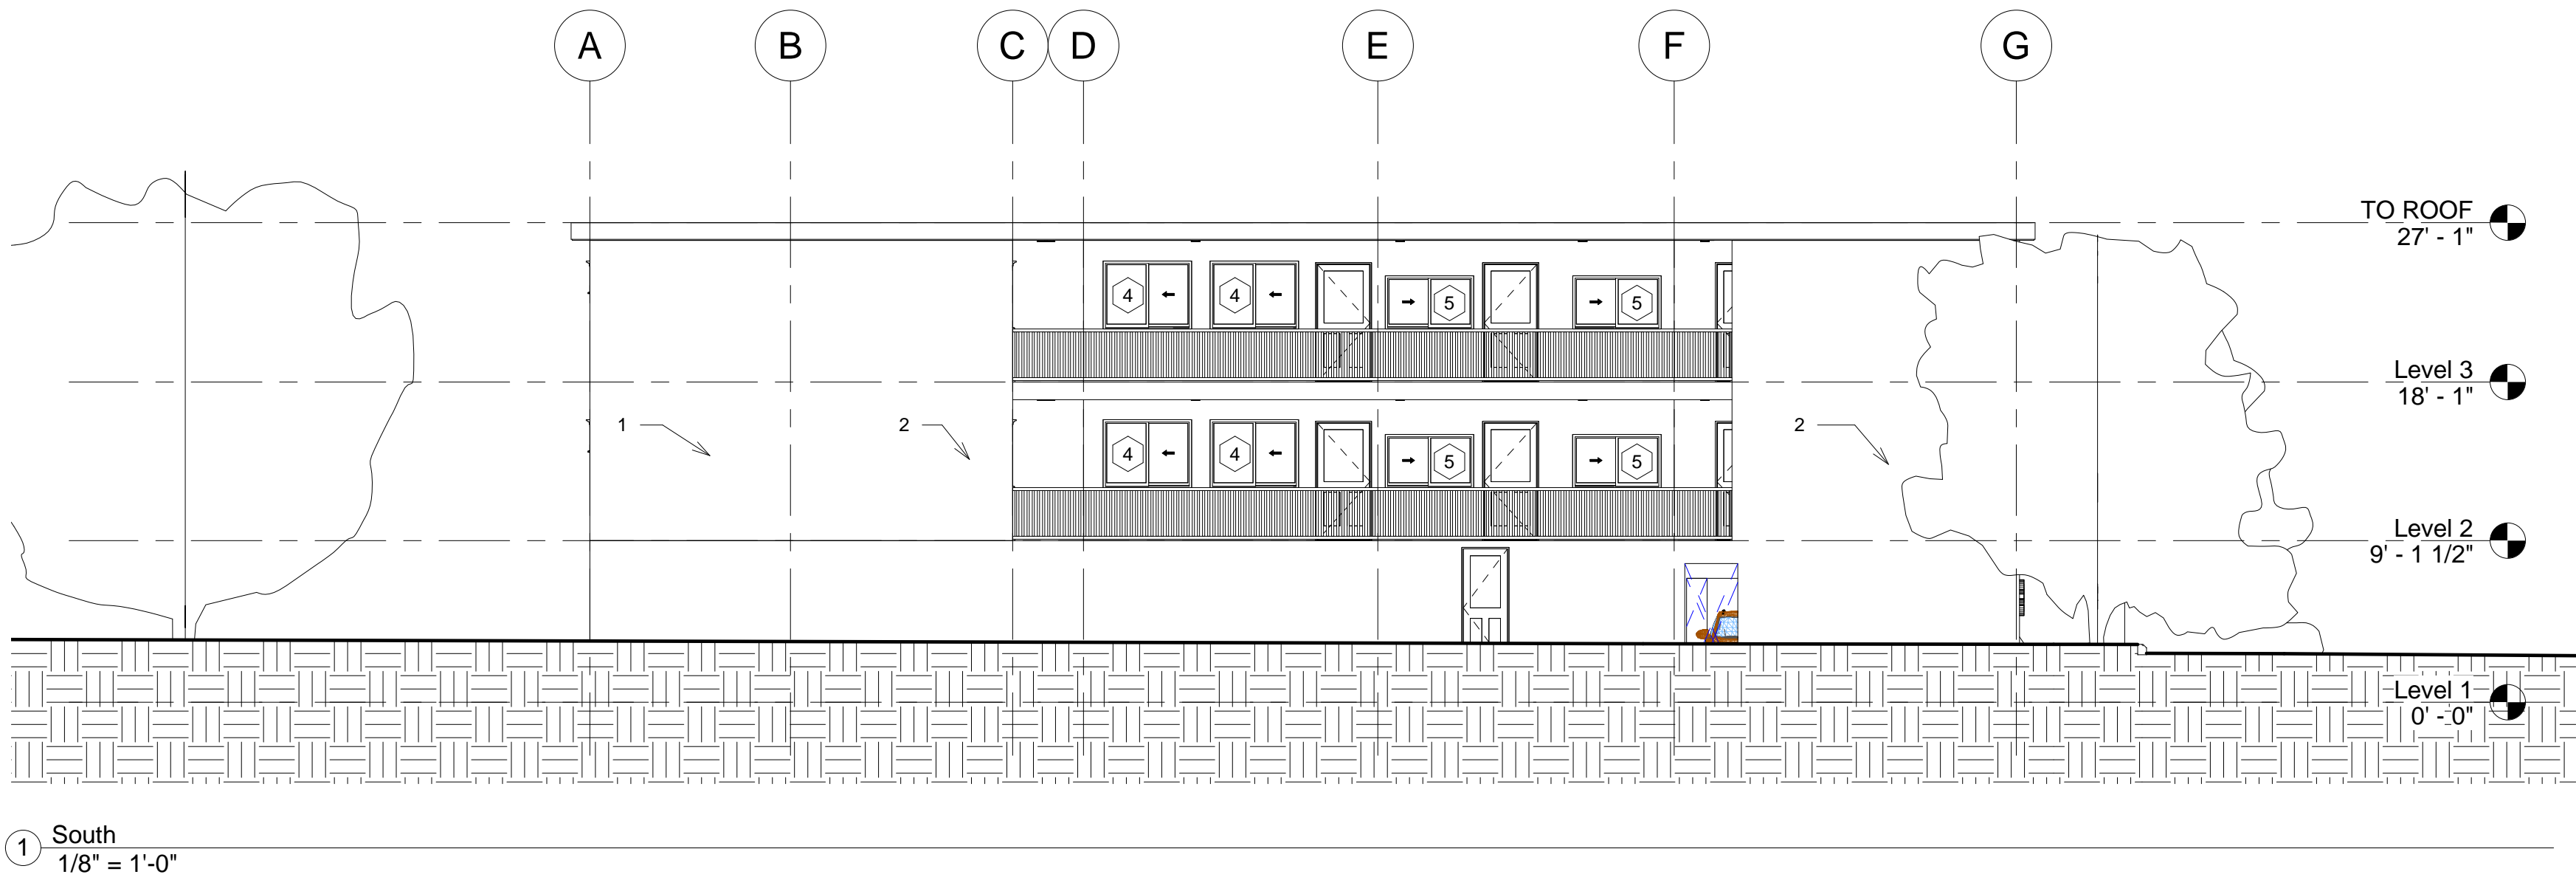 A B C D E F G
TO ROOF
27' - 1"
4 4 5 5
Level 3
18' - 1"
1 2 2
4 4 5 5
Level 2
9' - 1 1/2"
Level 1
0' - 0"
1 South
1/8" = 1'-0"